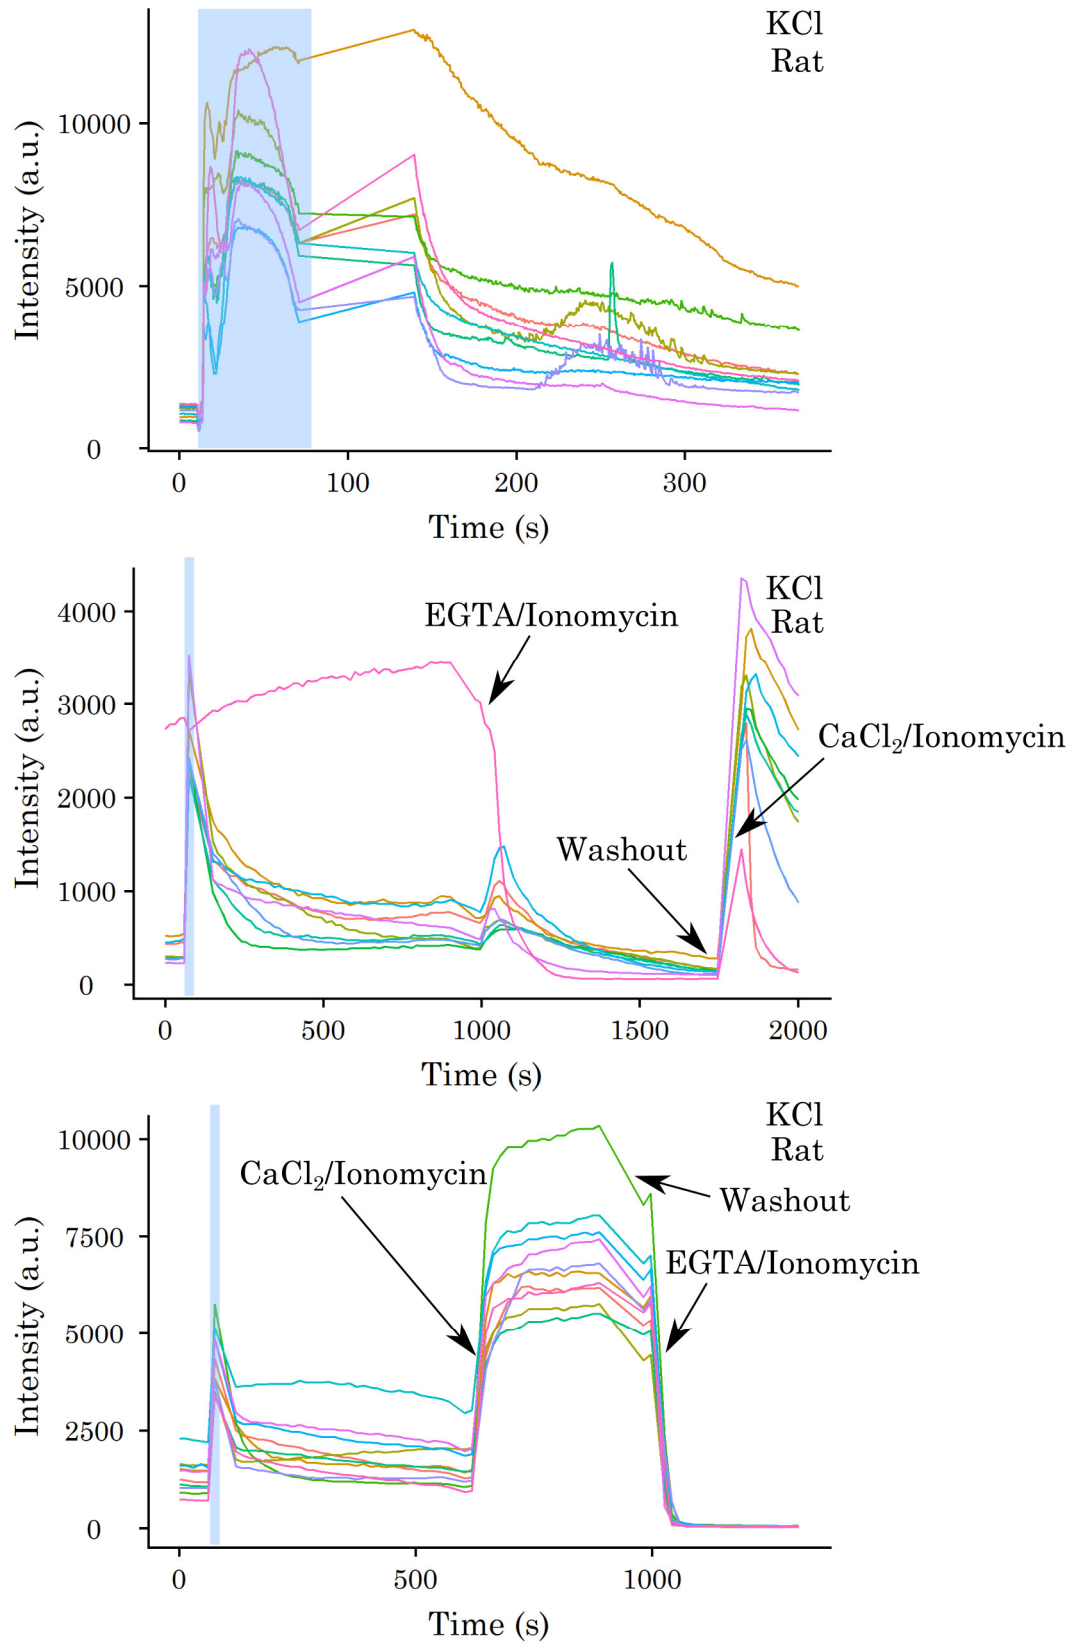 KCl
Rat
10000
5000
0
0 100 200 300
Intensity (a.u.)
Time (s)
KCl
Rat
EGTA/Ionomycin
CaCl₂/Ionomycin
Washout
4000
3000
2000
1000
0
0 500 1000 1500 2000
Intensity (a.u.)
Time (s)
KCl
Rat
CaCl₂/Ionomycin
Washout
EGTA/Ionomycin
10000
7500
5000
2500
0
0 500 1000
Intensity (a.u.)
Time (s)